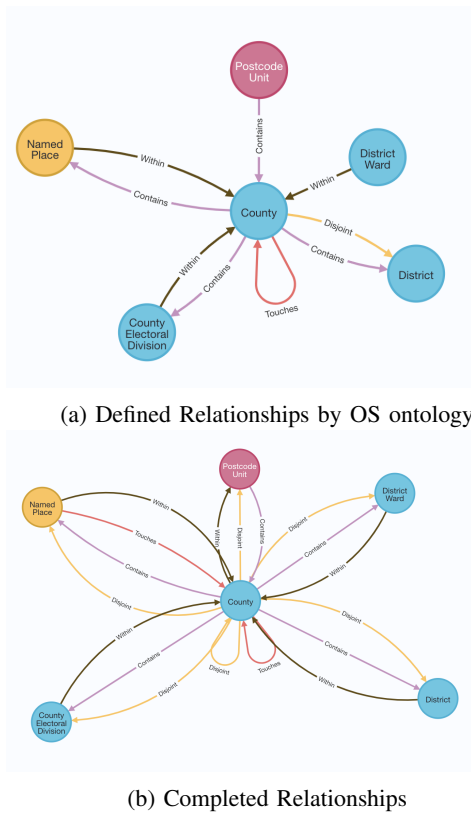 Postcode
Unit
Named
Place
District
Ward
Within
Contains
Within
Contains
County
Disjoint
Contains
Within
Contains
District
Touches
County
Electoral
Division
(a) Defined Relationships by OS ontology
Postcode
Unit
Named
Place
District
Ward
Within
Touches
Contains
Disjoint
Within
Disjoint
Contains
Disjoint
Contains
Within
County
Within
Contains
Disjoint
Disjoint
Touches
Disjoint
Contains
Within
County
Electoral
Division
District
(b) Completed Relationships